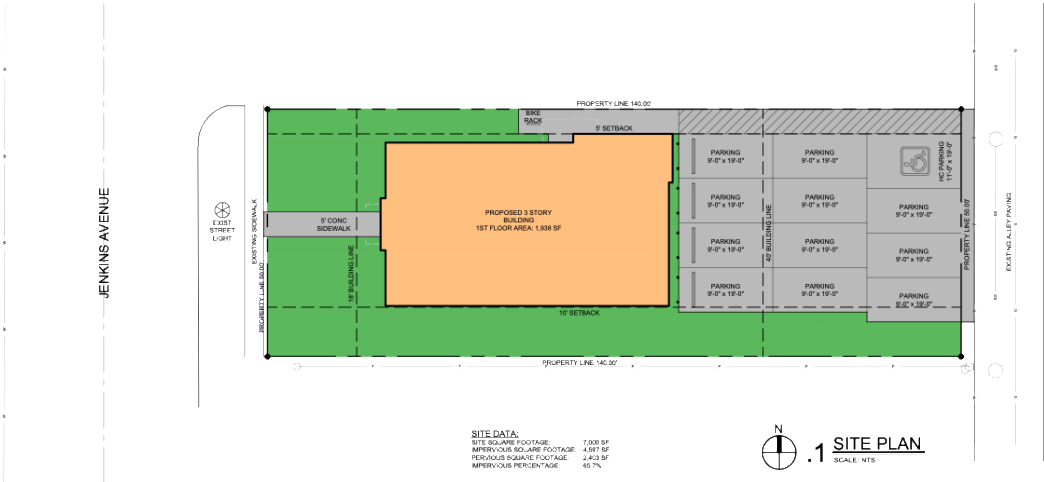 PROPERTY LINE 140.00'
BIKE
RACK
5' SETBACK
PARKING
9'-0" x 19'-0"
PARKING
9'-0" x 19'-0"
HC PARKING
11'-0" x 19'-0"
JENKINS AVENUE
EXIST
STREET
LIGHT
EXISTING SIDEWALK
PROPERTY LINE 50.00'
5' CONC
SIDEWALK
18' BUILDING LINE
PROPOSED 3 STORY
BUILDING
1ST FLOOR AREA: 1,938 SF
PARKING
9'-0" x 19'-0"
PARKING
9'-0" x 19'-0"
PARKING
9'-0" x 19'-0"
40' BUILDING LINE
PROPERTY LINE 50.00'
EXISTING ALLEY PAVING
PARKING
9'-0" x 19'-0"
PARKING
9'-0" x 19'-0"
PARKING
9'-0" x 19'-0"
PARKING
9'-0" x 19'-0"
PARKING
9'-0" x 19'-0"
PARKING
9'-0" x 19'-0"
10' SETBACK
PROPERTY LINE 140.00'
SITE DATA:
SITE SQUARE FOOTAGE: 7,000 SF
IMPERVIOUS SQUARE FOOTAGE: 4,597 SF
PERVIOUS SQUARE FOOTAGE: 2,403 SF
IMPERVIOUS PERCENTAGE: 65.7%
N
.1 SITE PLAN
SCALE: NTS